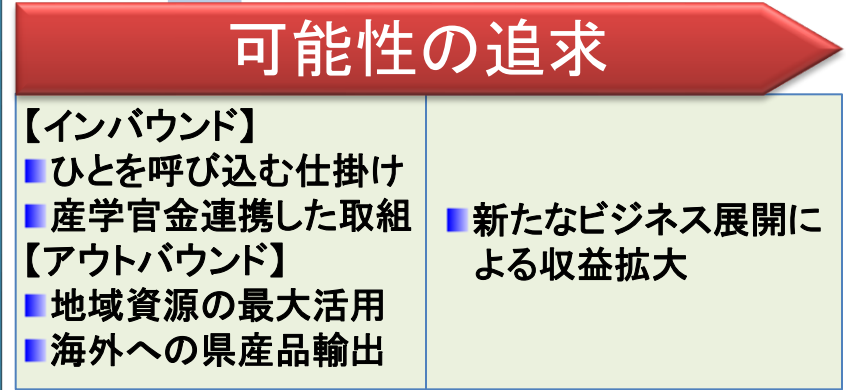 可能性の追求
【インバウンド】
ひとを呼び込む仕掛け
産学官金連携した取組
【アウトバウンド】
地域資源の最大活用
海外への県産品輸出
新たなビジネス展開に
よる収益拡大